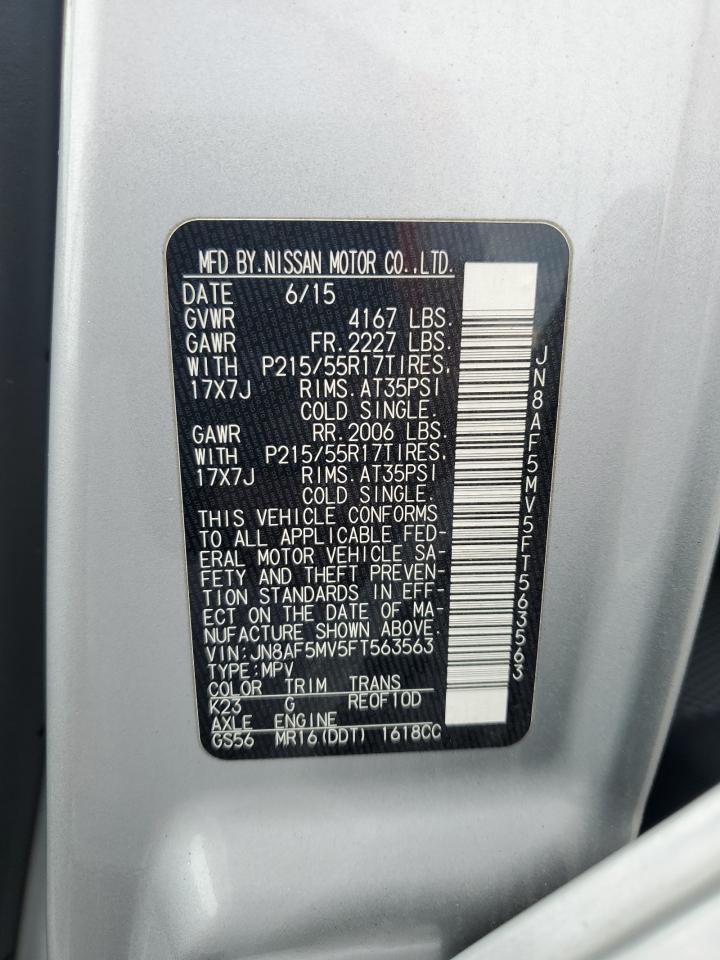 MFD BY.NISSAN MOTOR CO.,LTD.
DATE 6/15
GVWR 4167 LBS.
GAWR FR.2227 LBS.
WITH P215/55R17TIRES.
17X7J RIMS.AT35PSI
COLD SINGLE.
GAWR RR.2006 LBS.
WITH P215/55R17TIRES.
17X7J RIMS.AT35PSI
COLD SINGLE.
THIS VEHICLE CONFORMS
TO ALL APPLICABLE FED-
ERAL MOTOR VEHICLE SA-
FETY AND THEFT PREVEN-
TION STANDARDS IN EFF-
ECT ON THE DATE OF MA-
NUFACTURE SHOWN ABOVE.
VIN:JN8AF5MV5FT563563
TYPE:MPV
COLOR TRIM TRANS
K23 G REOF10D
AXLE ENGINE
GS56 MR16(DDT) 1618CC
JN8AF5MV5FT563563